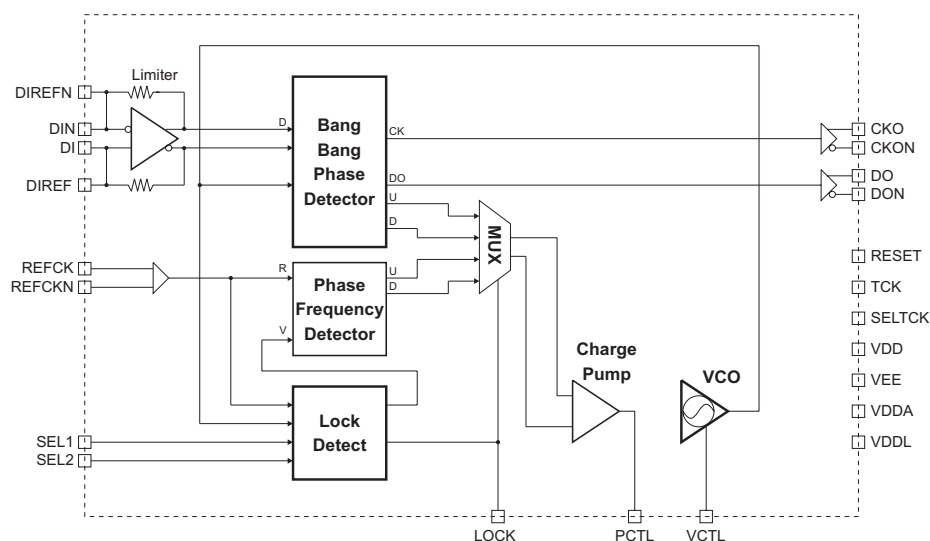 Limiter
DIREFN
DIN
DI
DIREF
REFCK
REFCKN
SEL1
SEL2
D
Bang
Bang
Phase
Detector
CK
DO
U
D
R
V
Phase
Frequency
Detector
U
D
Lock
Detect
MUX
Charge
Pump
VCO
CKO
CKON
DO
DON
RESET
TCK
SELTCK
VDD
VEE
VDDA
VDDL
LOCK
PCTL
VCTL